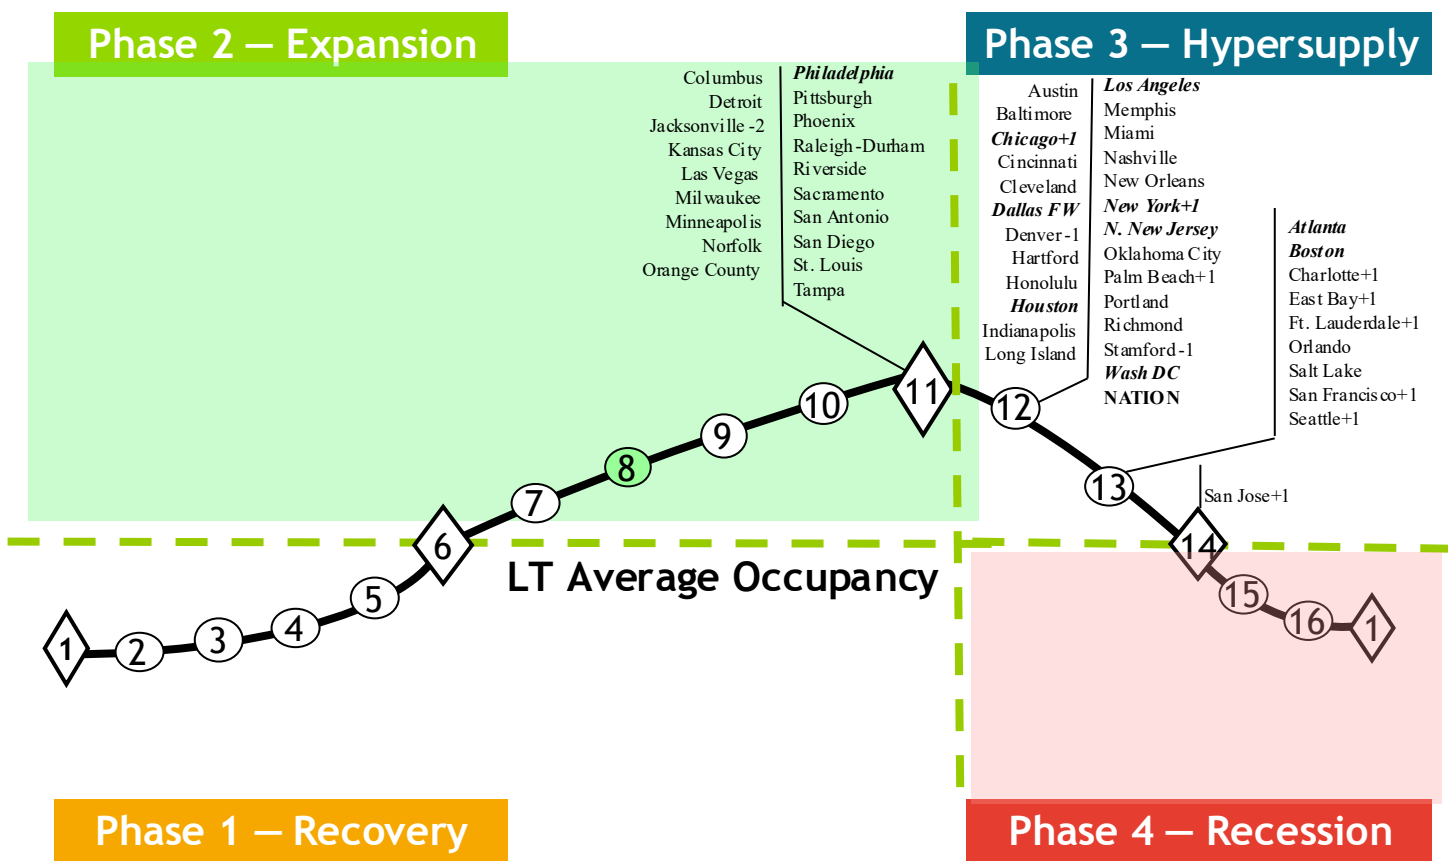 Phase 2 — Expansion
Phase 3 — Hypersupply
Columbus
Detroit
Jacksonville -2
Kansas City
Las Vegas
Milwaukee
Minneapolis
Norfolk
Orange County
Philadelphia
Pittsburgh
Phoenix
Raleigh-Durham
Riverside
Sacramento
San Antonio
San Diego
St. Louis
Tampa
Austin
Baltimore
Chicago+1
Cincinnati
Cleveland
Dallas FW
Denver-1
Hartford
Honolulu
Houston
Indianapolis
Long Island
Los Angeles
Memphis
Miami
Nashville
New Orleans
New York+1
N. New Jersey
Oklahoma City
Palm Beach+1
Portland
Richmond
Stamford-1
Wash DC
NATION
Atlanta
Boston
Charlotte+1
East Bay+1
Ft. Lauderdale+1
Orlando
Salt Lake
San Francisco+1
Seattle+1
San Jose+1
1
2
3
4
5
6
7
8
9
10
11
12
13
14
15
16
1
LT Average Occupancy
Phase 1 — Recovery
Phase 4 — Recession